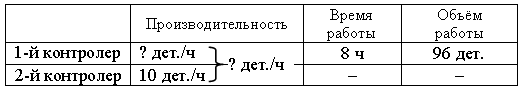 Производительность Время работы Объём работы
1-й контролер ? дет./ч 8 ч 96 дет.
? дет./ч
2-й контролер 10 дет./ч – –